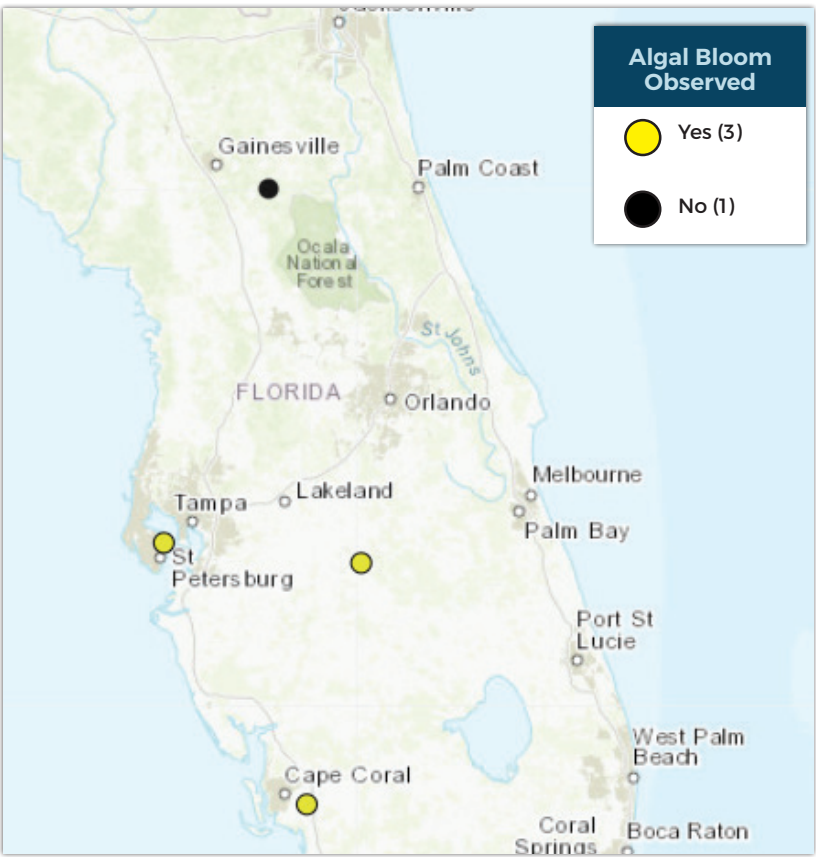 Jacksonville
Algal Bloom
Observed
Yes (3)
No (1)
Gainesville
Palm Coast
Ocala
National
Forest
St Johns
FLORIDA
Orlando
Melbourne
Lakeland
Tampa
Palm Bay
St
Petersburg
Port St
Lucie
West Palm
Beach
Cape Coral
Coral
Springs
Boca Raton